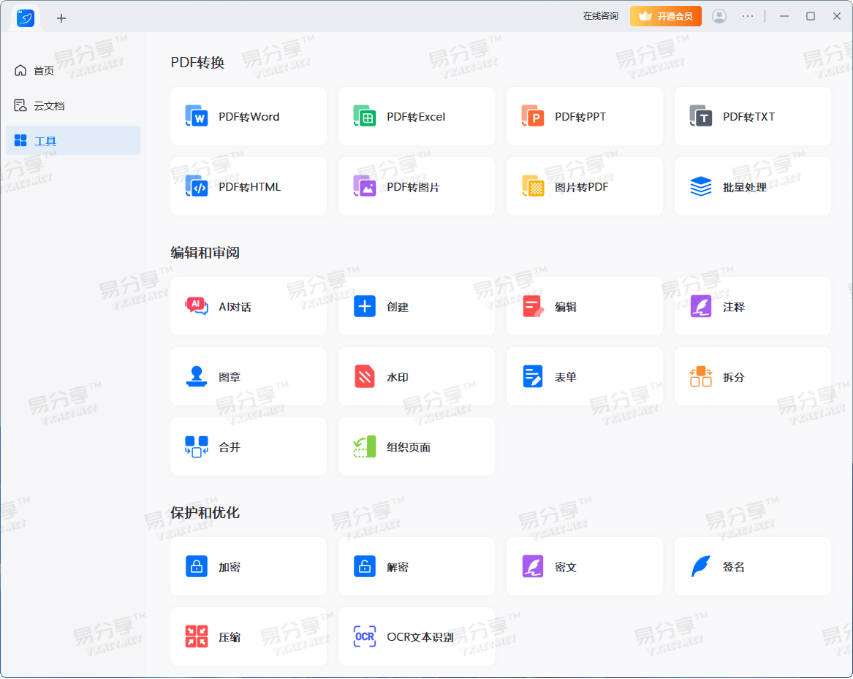 在线咨询 开通会员
首页
云文档
工具
PDF转换
PDF转Word PDF转Excel PDF转PPT PDF转TXT
PDF转HTML PDF转图片 图片转PDF 批量处理
编辑和审阅
AI对话 创建 编辑 注释
图章 水印 表单 拆分
合并 组织页面
保护和优化
加密 解密 密文 签名
压缩 OCR文本识别
易分享™